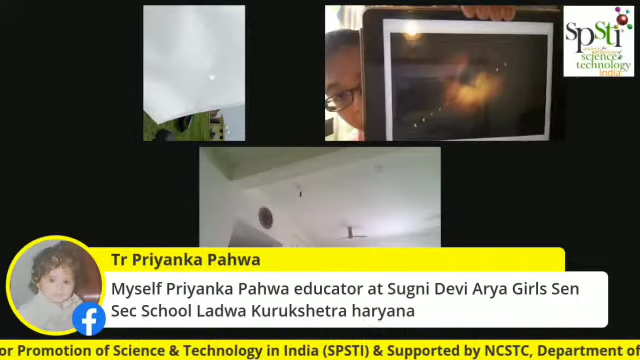 spsti
science &
technology
India
Tr Priyanka Pahwa
Myself Priyanka Pahwa educator at Sugni Devi Arya Girls Sen
Sec School Ladwa Kurukshetra haryana
or Promotion of Science & Technology in India (SPSTI) & Supported by NCSTC, Department of